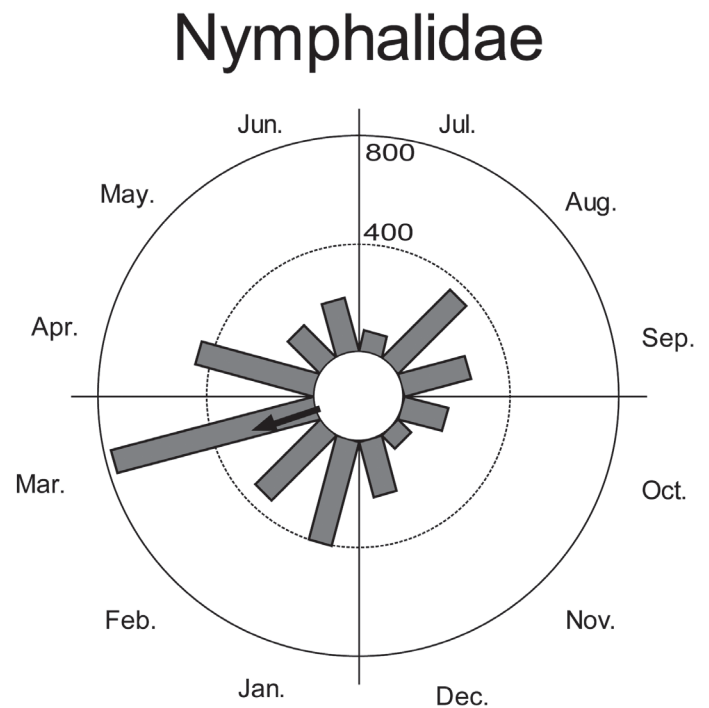 Nymphalidae
Jun.
Jul.
800
May.
Aug.
400
Apr.
Sep.
Mar.
Oct.
Feb.
Nov.
Jan.
Dec.